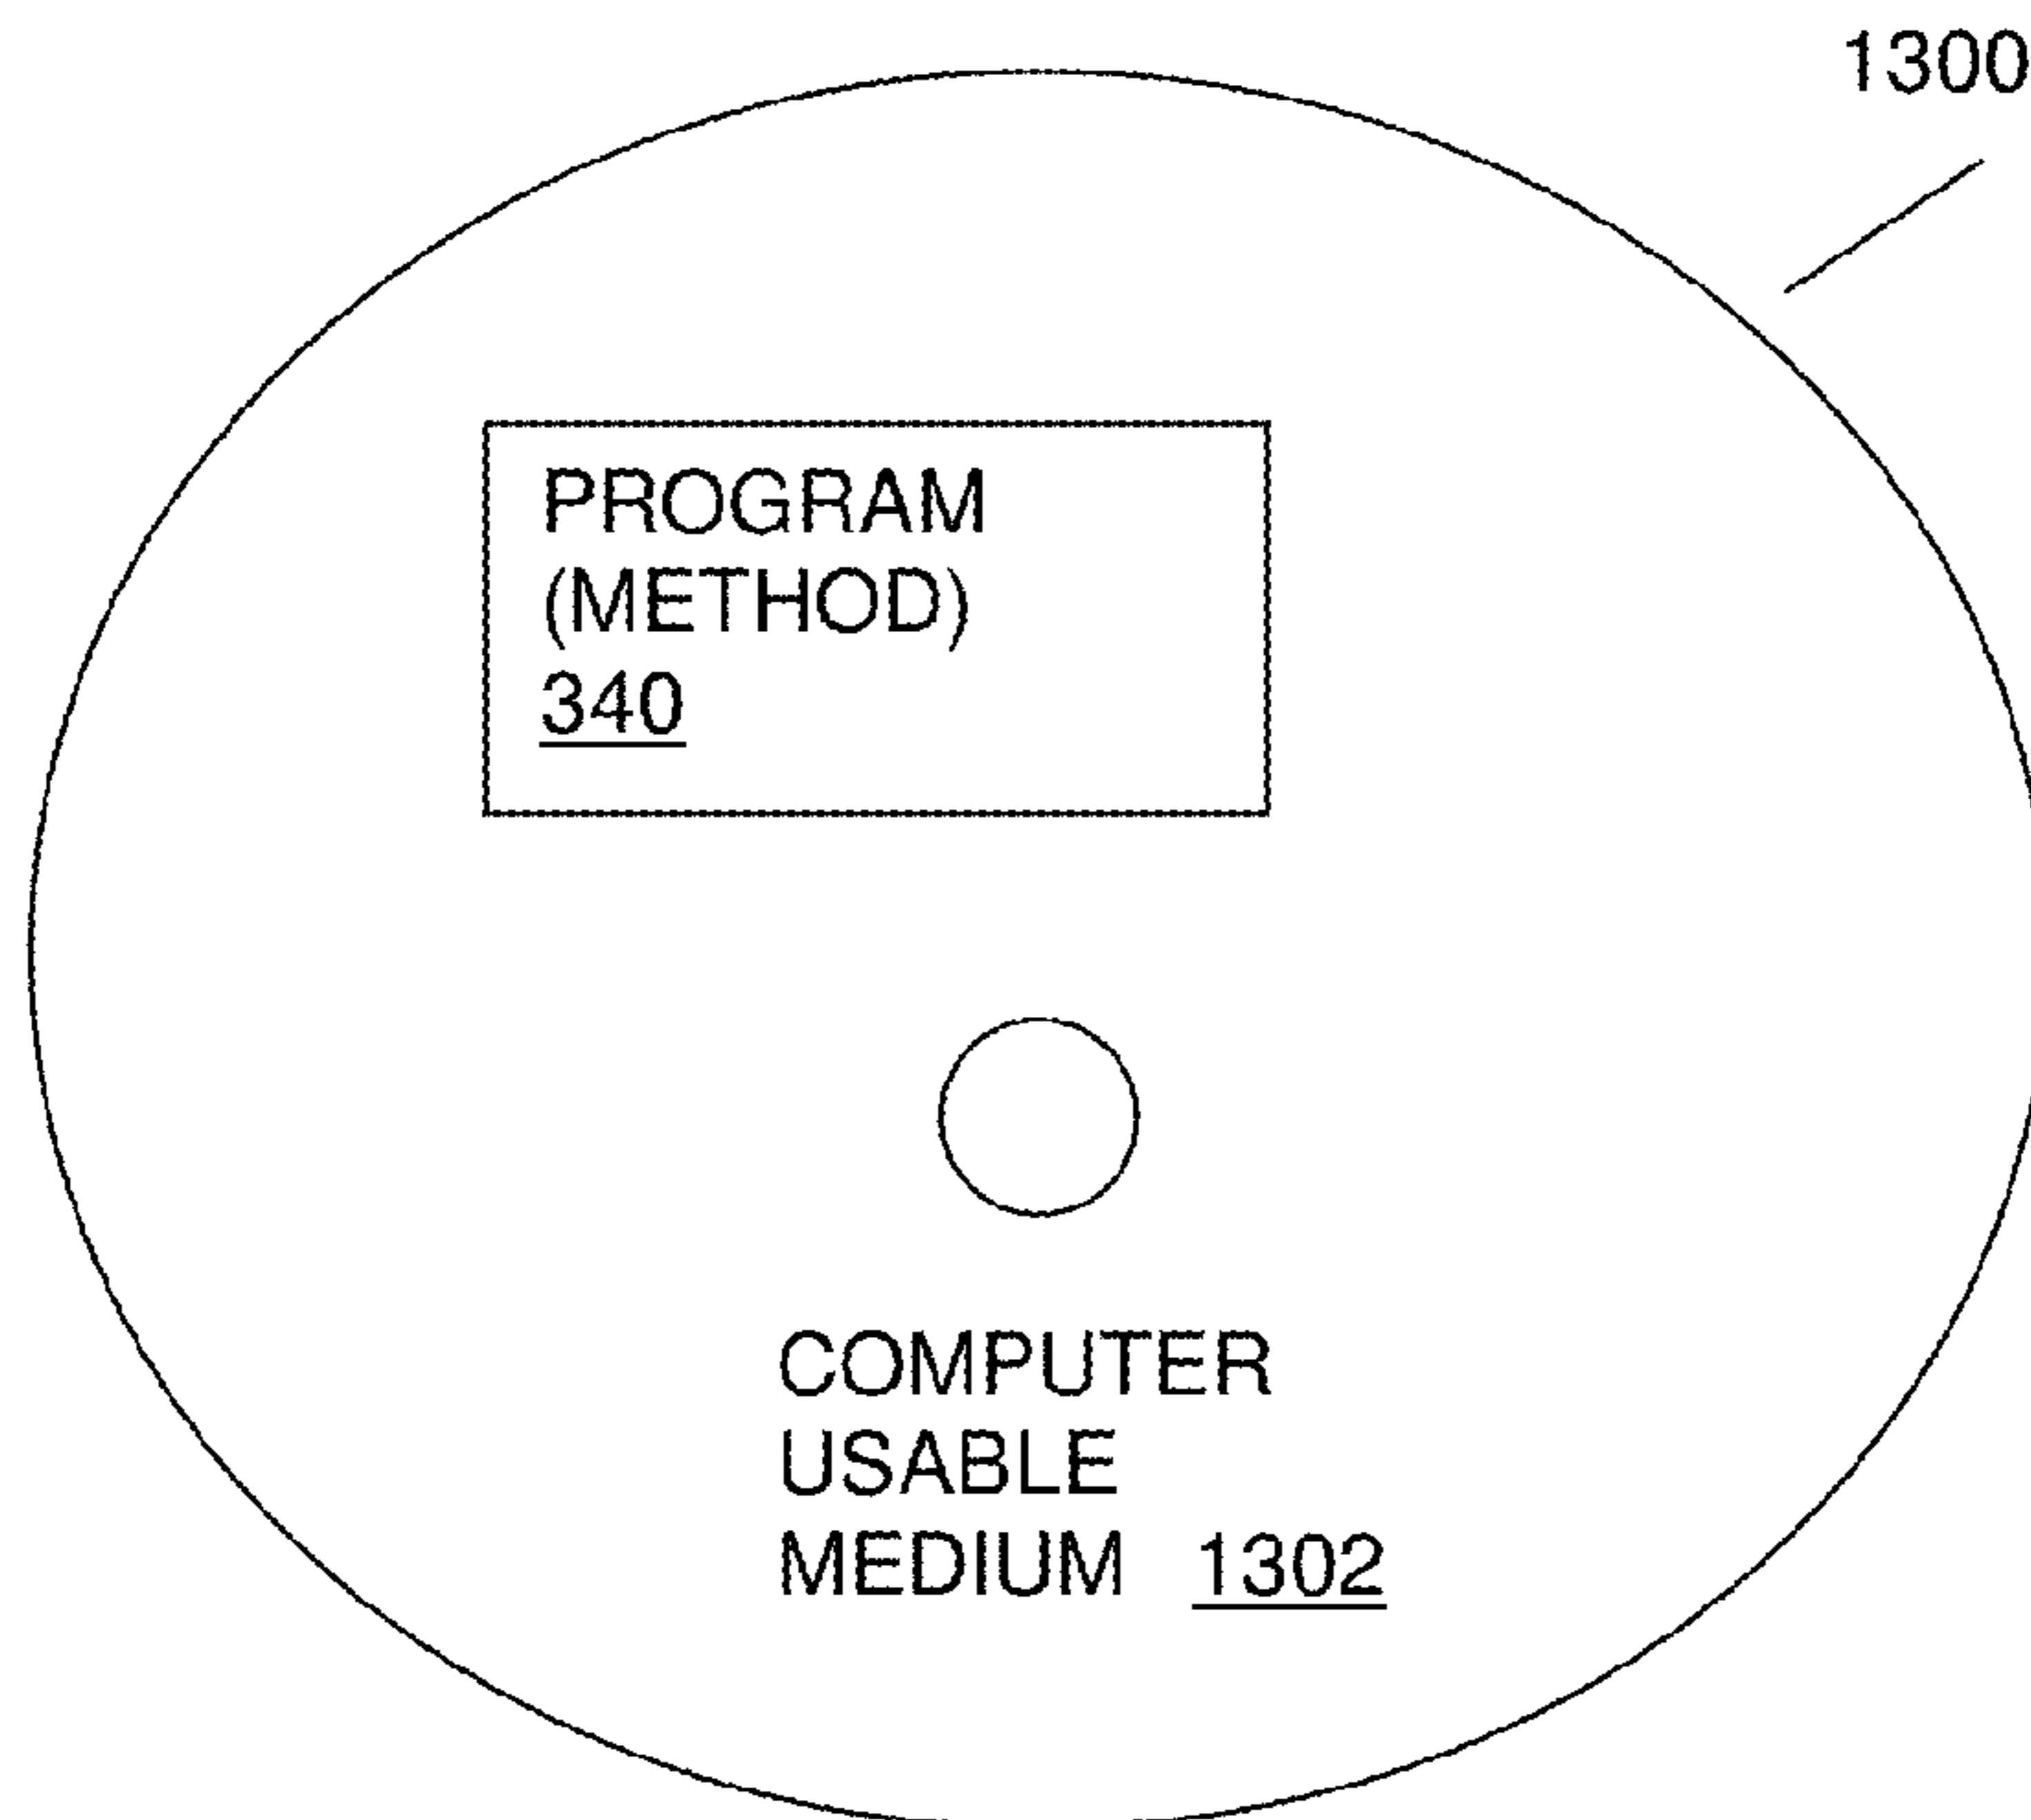 1300
PROGRAM
(METHOD)
340
COMPUTER
USABLE
MEDIUM 1302